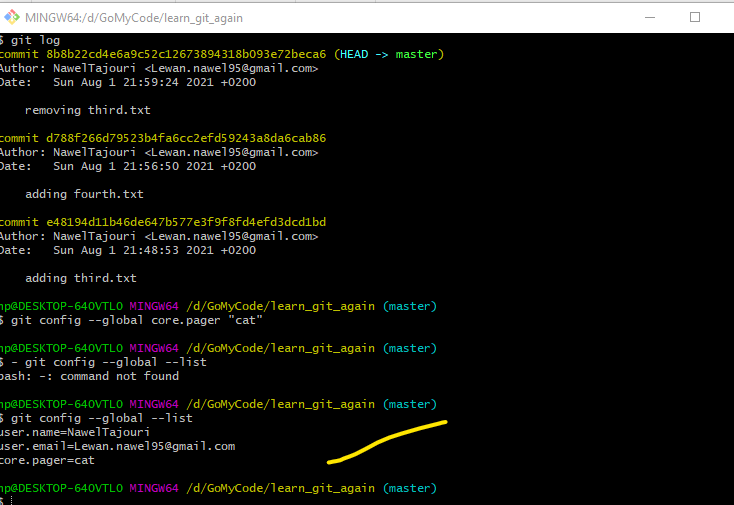 MINGW64:/d/GoMyCode/learn_git_again
$ git log
commit 8b8b22cd4e6a9c52c12673894318b093e72beca6 (HEAD -> master)
Author: NawelTajouri <Lewan.nawel95@gmail.com>
Date:   Sun Aug 1 21:59:24 2021 +0200
removing third.txt
commit d788f266d79523b4fa6cc2efd59243a8da6cab86
Author: NawelTajouri <Lewan.nawel95@gmail.com>
Date:   Sun Aug 1 21:56:50 2021 +0200
adding fourth.txt
commit e48194d11b46de647b577e3f9f8fd4efd3dcd1bd
Author: NawelTajouri <Lewan.nawel95@gmail.com>
Date:   Sun Aug 1 21:48:53 2021 +0200
adding third.txt
hp@DESKTOP-64OVTLO MINGW64 /d/GoMyCode/learn_git_again (master)
$ git config --global core.pager "cat"
hp@DESKTOP-64OVTLO MINGW64 /d/GoMyCode/learn_git_again (master)
$ - git config --global --list
bash: -: command not found
hp@DESKTOP-64OVTLO MINGW64 /d/GoMyCode/learn_git_again (master)
$ git config --global --list
user.name=NawelTajouri
user.email=Lewan.nawel95@gmail.com
core.pager=cat
hp@DESKTOP-64OVTLO MINGW64 /d/GoMyCode/learn_git_again (master)
$